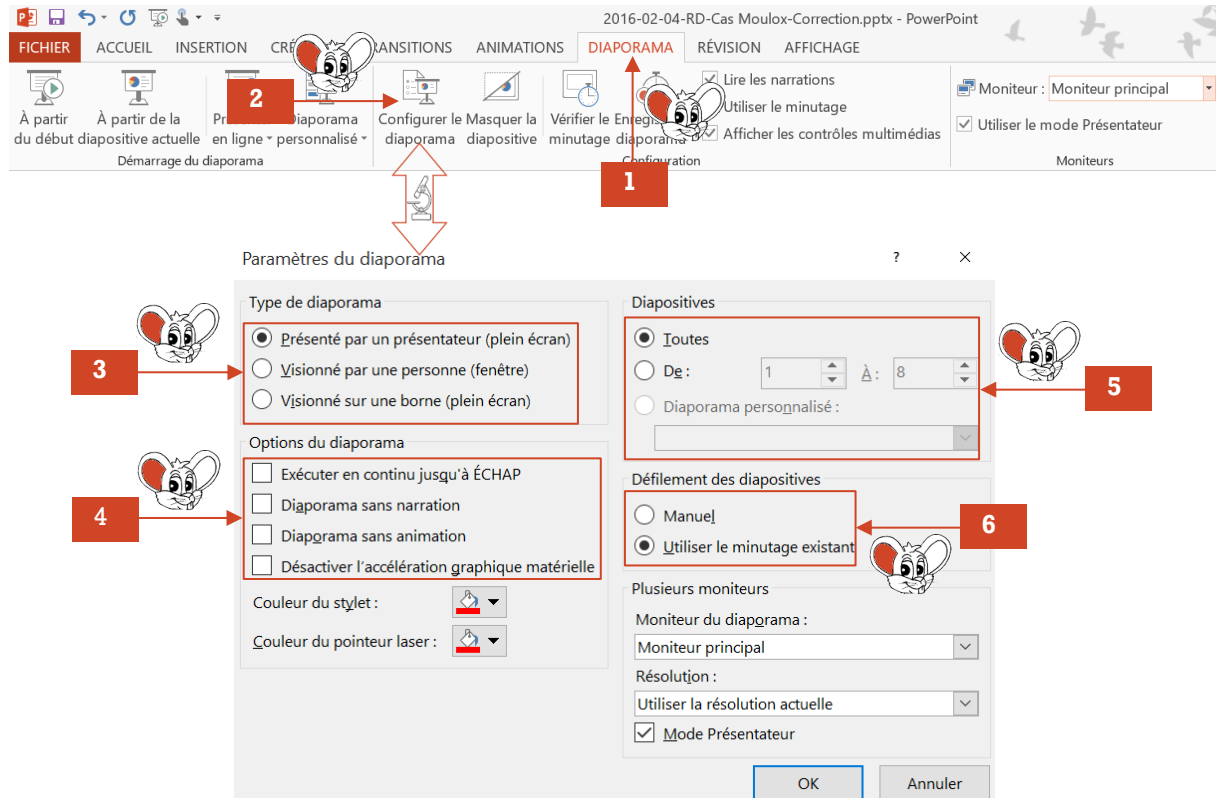 2016-02-04-RD-Cas Moulox-Correction.pptx - PowerPoint
FICHIER ACCUEIL INSERTION ANIMATIONS DIAPORAMA RÉVISION AFFICHAGE
À partir du début
À partir de la diapositive actuelle
en ligne
Diaporama personnalisé
Démarrage du diaporama
2
Configurer le diaporama
Masquer la diapositive
Vérifier le minutage
diaporama
Lire les narrations
Utiliser le minutage
Afficher les contrôles multimédias
Configuration
1
Moniteur : Moniteur principal
Utiliser le mode Présentateur
Moniteurs
Paramètres du diaporama ?
Type de diaporama
Présenté par un présentateur (plein écran)
Visionné par une personne (fenêtre)
Visionné sur une borne (plein écran)
3
Options du diaporama
Exécuter en continu jusqu'à ÉCHAP
Diaporama sans narration
Diaporama sans animation
Désactiver l'accélération graphique matérielle
4
Couleur du stylet :
Couleur du pointeur laser :
Diapositives
Toutes
De : 1 À : 8
Diaporama personnalisé :
5
Défilement des diapositives
Manuel
Utiliser le minutage existant
6
Plusieurs moniteurs
Moniteur du diaporama :
Moniteur principal
Résolution :
Utiliser la résolution actuelle
Mode Présentateur
OK Annuler